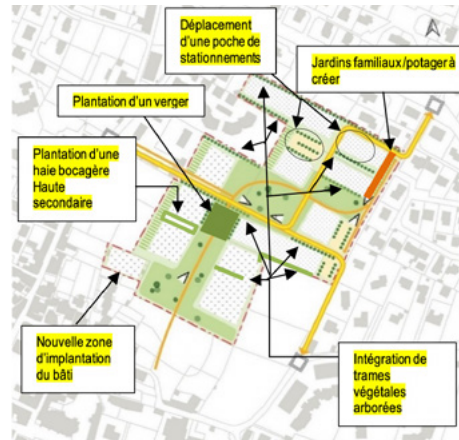 Déplacement
d'une poche de
stationnements
Jardins familiaux/potager à
créer
Plantation d'un verger
Plantation d'une
haie bocagère
Haute
secondaire
Nouvelle zone
d'implantation
du bâti
Intégration de
trames
végétales
arborées